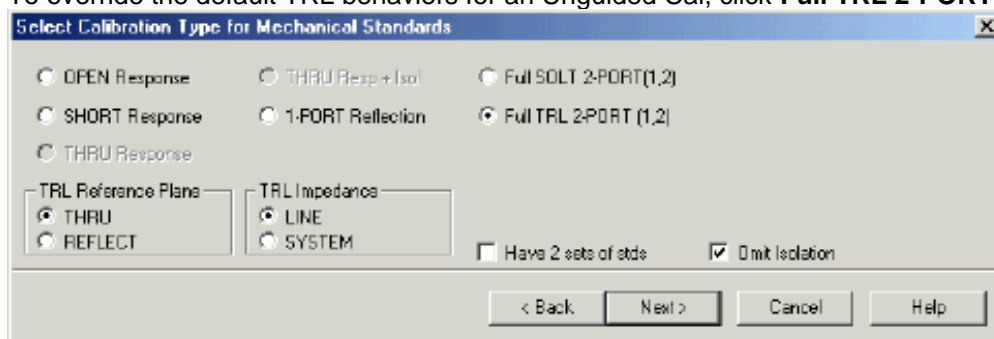 To override the default TRL behaviors for an Unguided Cal, click Full TRL 2-PORT
Select Calibration Type for Mechanical Standards
OPEN Response THRU Resp + Isol Full SOLT 2-PORT(1,2)
SHORT Response 1-PORT Reflection Full TRL 2-PORT (1,2)
THRU Response
TRL Reference Plane TRL Impedance
THRU LINE
REFLECT SYSTEM Have 2 sets of stds Omit Isolation
< Back Next > Cancel Help